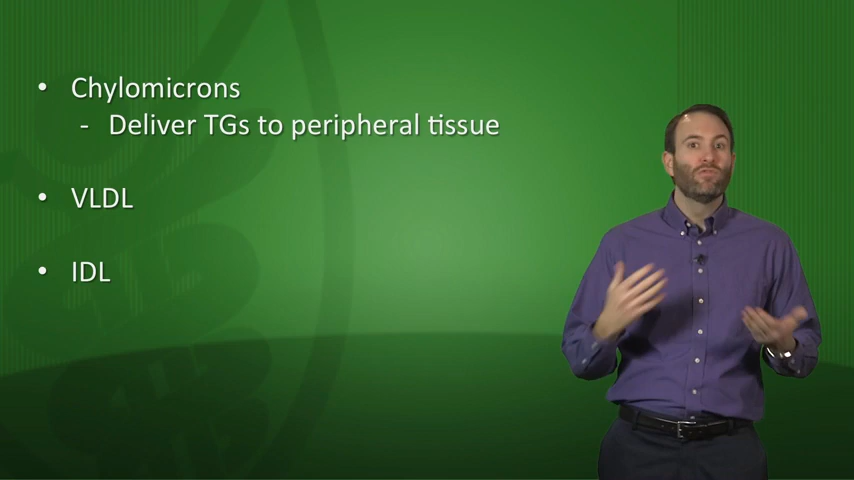 • Chylomicrons
- Deliver TGs to peripheral tissue
• VLDL
• IDL